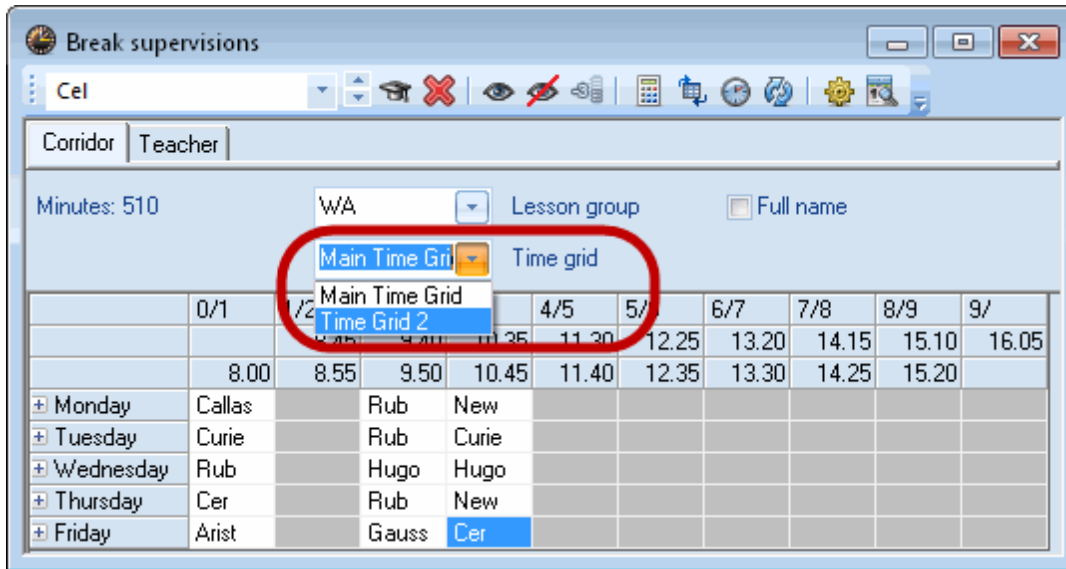 Break supervisions
Cel
Corridor Teacher
Minutes: 510 WA Lesson group Full name
Main Time Gri Time grid
Main Time Grid
Time Grid 2
0/1 1/2 4/5 6/7 7/8 8/9 9/
10.35 11.30 12.25 13.20 14.15 15.10 16.05
8.00 8.55 9.50 10.45 11.40 12.35 13.30 14.25 15.20
Monday Callas Rub New
Tuesday Curie Rub Curie
Wednesday Rub Hugo Hugo
Thursday Cer Rub New
Friday Arist Gauss Cer